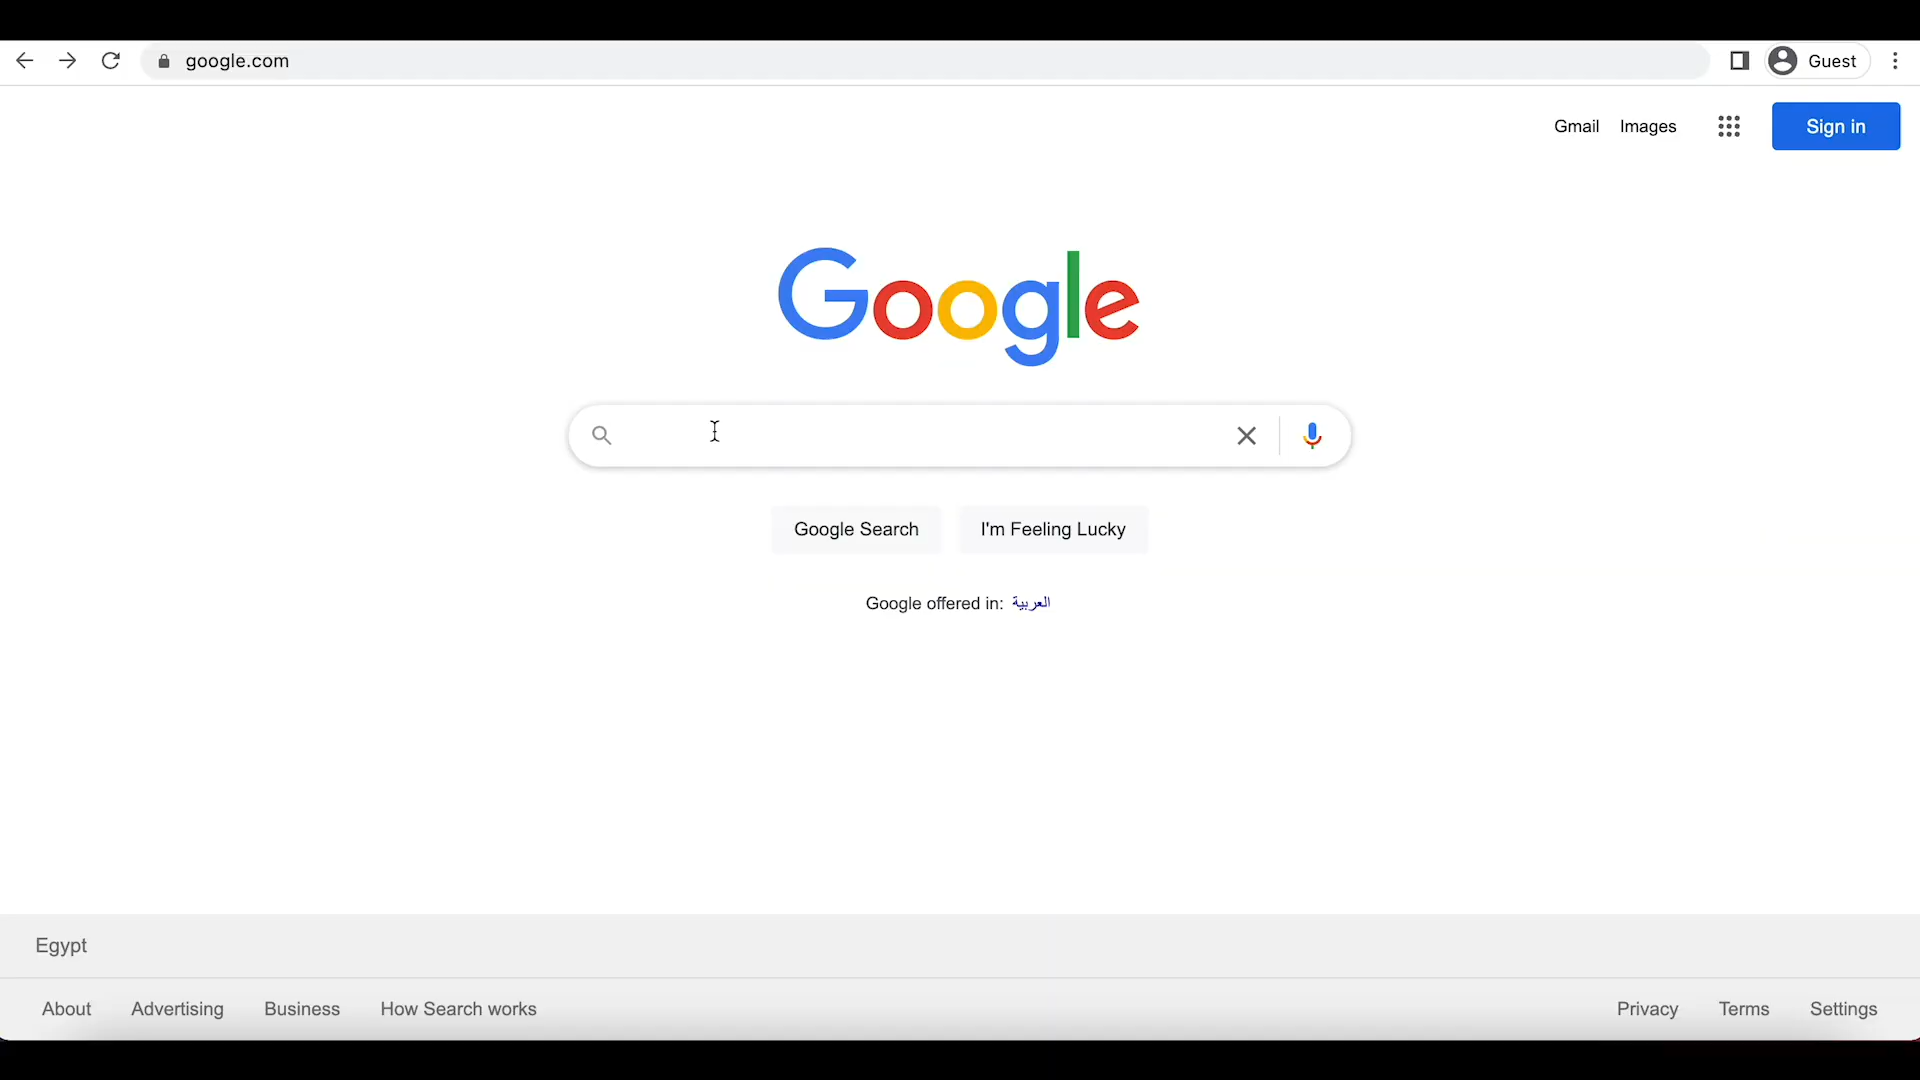 google.com
Guest
Gmail Images Sign in
Google
Google Search I'm Feeling Lucky
Google offered in: العربية
Egypt
About Advertising Business How Search works Privacy Terms Settings